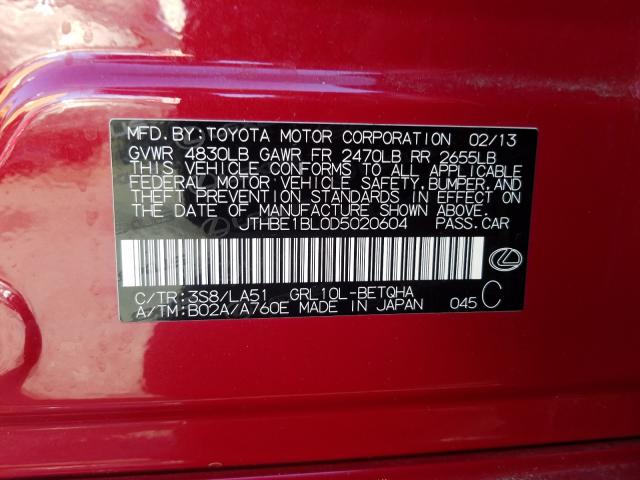 MFD. BY: TOYOTA MOTOR CORPORATION 02/13
GVWR 4830LB GAWR FR 2470LB RR 2655LB
THIS VEHICLE CONFORMS TO ALL APPLICABLE
FEDERAL MOTOR VEHICLE SAFETY, BUMPER, AND
THEFT PREVENTION STANDARDS IN EFFECT ON
THE DATE OF MANUFACTURE SHOWN ABOVE.
JTHBE1BL0D5020604 PASS. CAR
C/TR: 3S8/LA51 GRL10L-BETQHA
A/TM: B02A/A760E MADE IN JAPAN 045 C